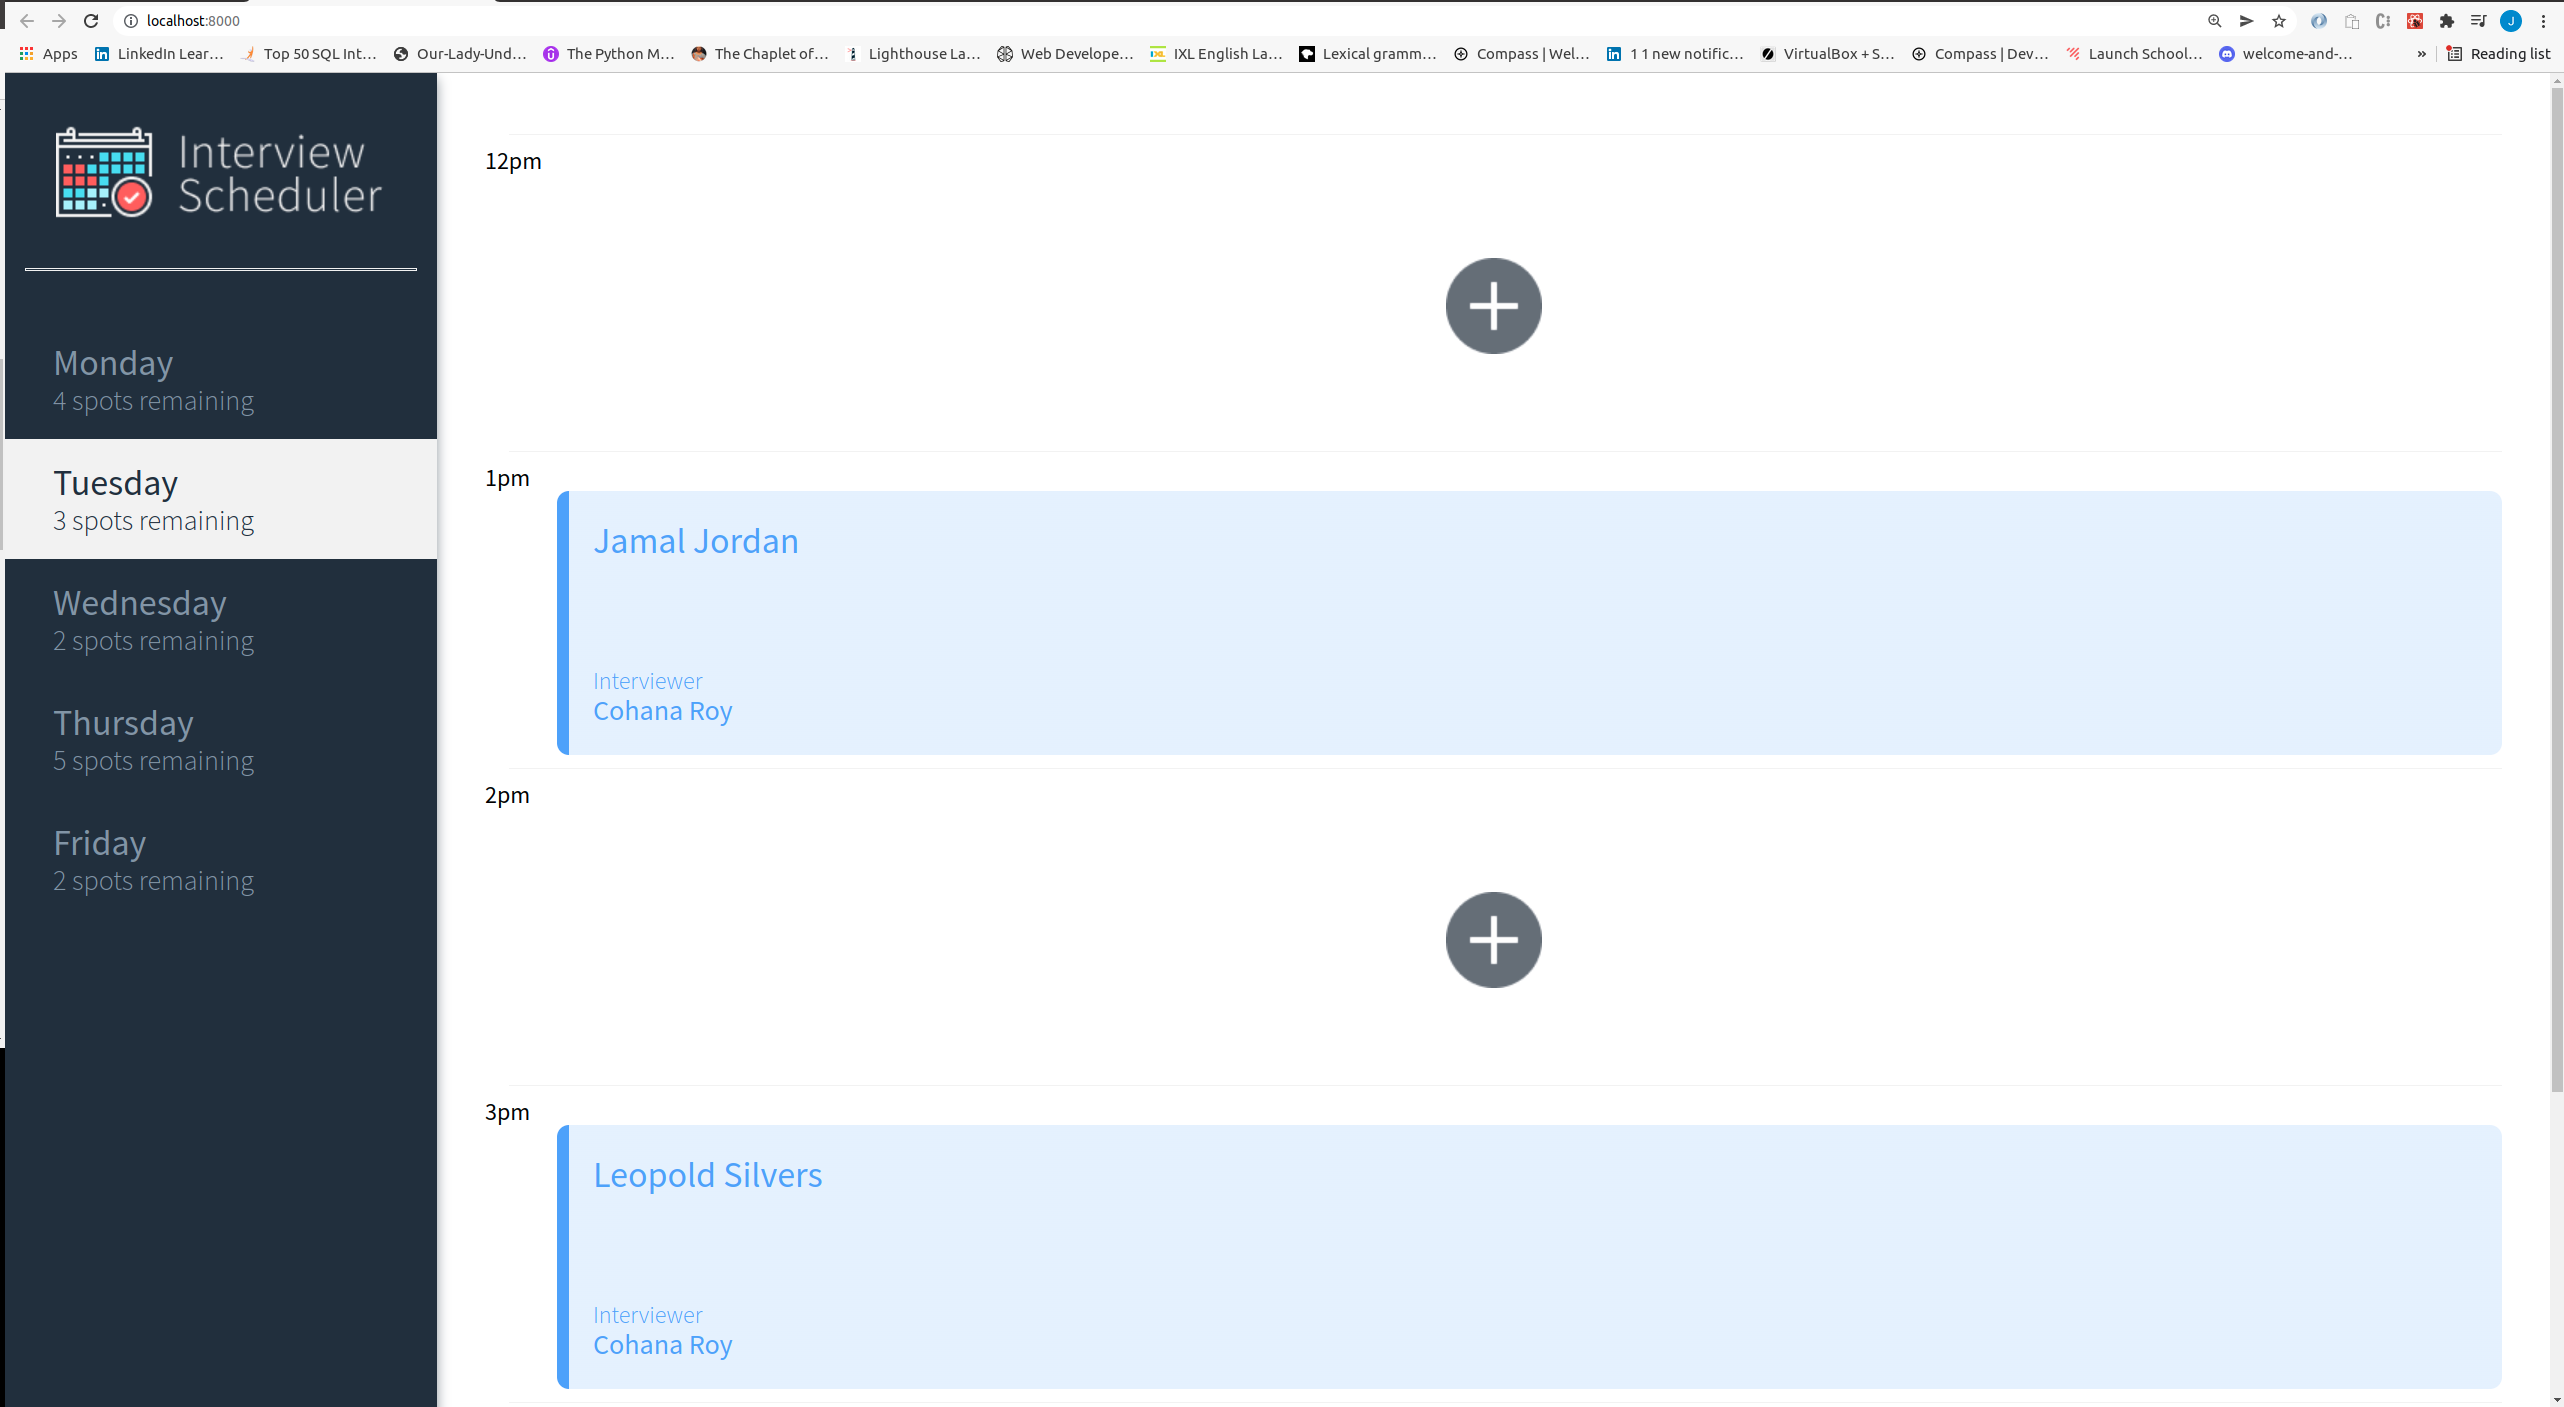 localhost:8000
Apps LinkedIn Lear... Top 50 SQL Int... Our-Lady-Und... The Python M... The Chaplet of... Lighthouse La... Web Develope... IXL English La... Lexical gramm... Compass | Wel... 1 1 new notific... VirtualBox + S... Compass | Dev... Launch School... welcome-and-... » Reading list
Interview
Scheduler
Monday
4 spots remaining
Tuesday
3 spots remaining
Wednesday
2 spots remaining
Thursday
5 spots remaining
Friday
2 spots remaining
12pm
1pm
Jamal Jordan
Interviewer
Cohana Roy
2pm
3pm
Leopold Silvers
Interviewer
Cohana Roy